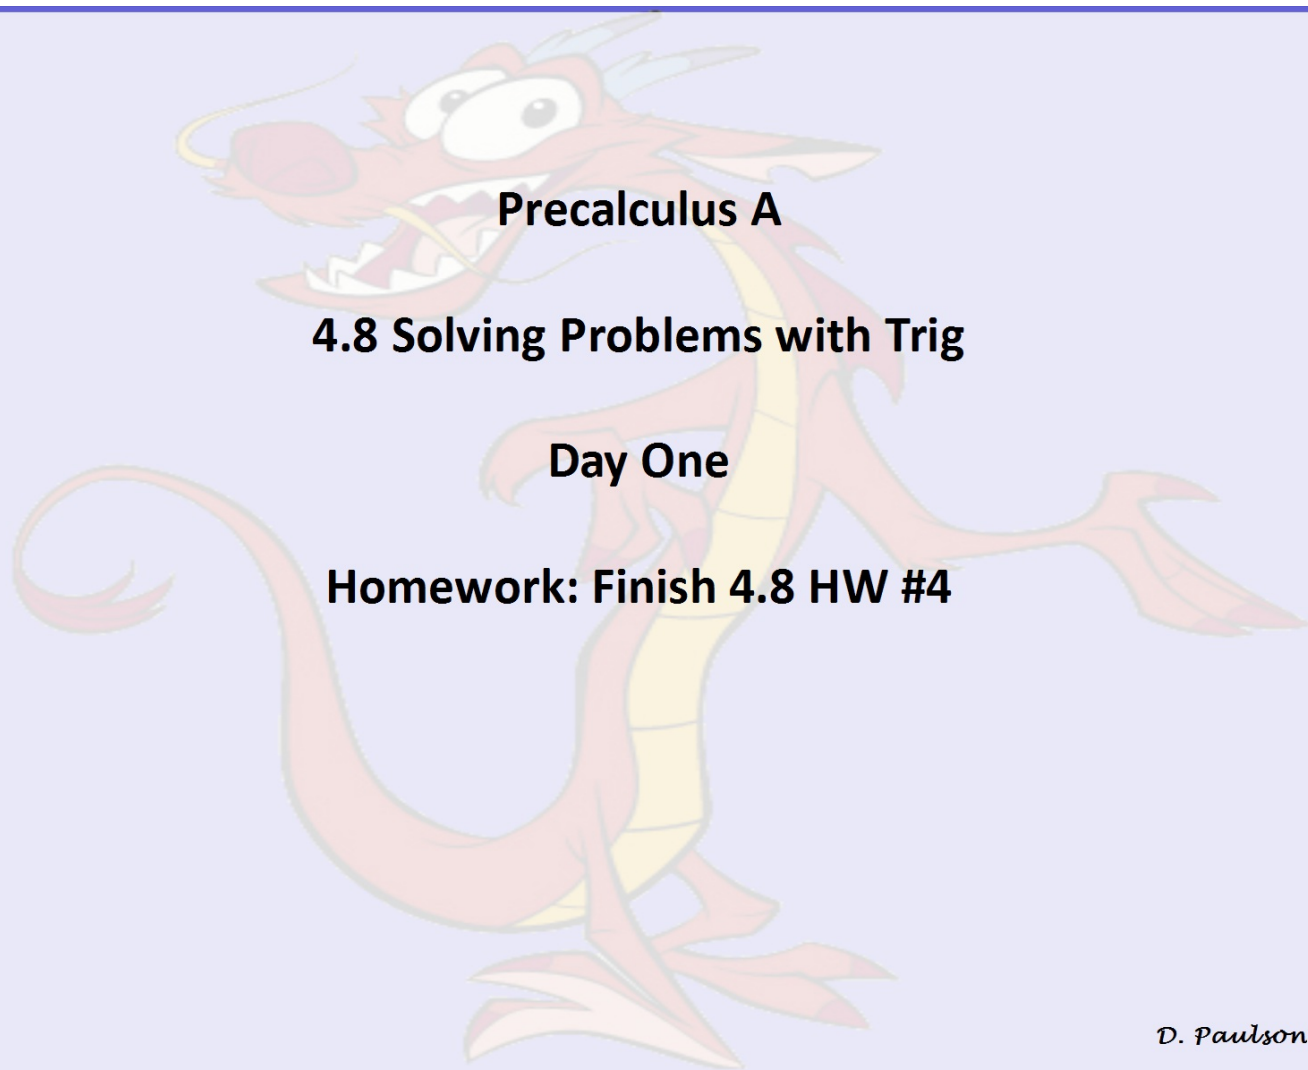 Precalculus A
4.8 Solving Problems with Trig
Day One
Homework: Finish 4.8 HW #4
D. Paulson